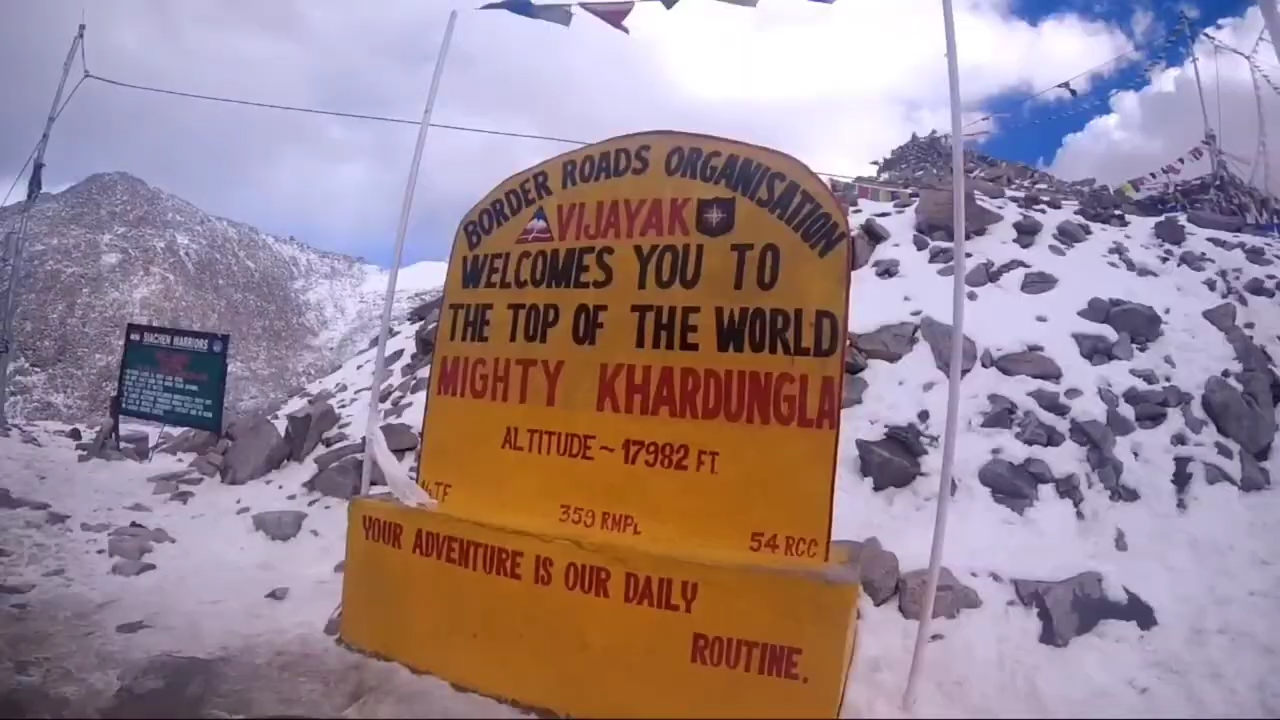 BORDER ROADS ORGANISATION
VIJAYAK
WELCOMES YOU TO
THE TOP OF THE WORLD
MIGHTY KHARDUNGLA
ALTITUDE ~ 17982 FT
TF
359 RMPL
54 RCC
YOUR ADVENTURE IS OUR DAILY
ROUTINE.
SIACHEN WARRIORS